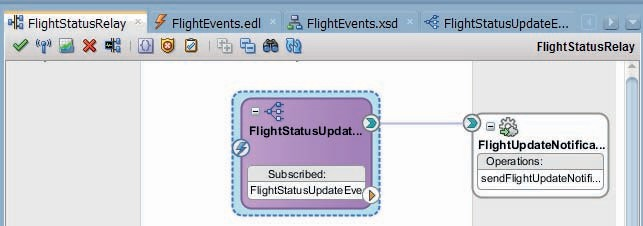 FlightStatusRelay
FlightEvents.edl
FlightEvents.xsd
FlightStatusUpdateE...
FlightStatusRelay
FlightStatusUpdat...
Subscribed:
FlightStatusUpdateEve
FlightUpdateNotifica...
Operations:
sendFlightUpdateNotifi...